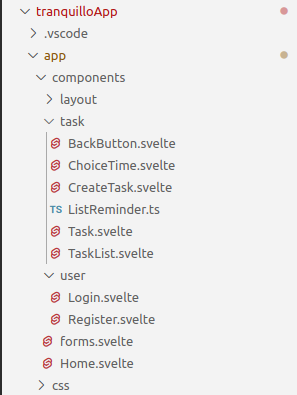 tranquilloApp
.vscode
app
components
layout
task
BackButton.svelte
ChoiceTime.svelte
CreateTask.svelte
TS ListReminder.ts
Task.svelte
TaskList.svelte
user
Login.svelte
Register.svelte
forms.svelte
Home.svelte
css